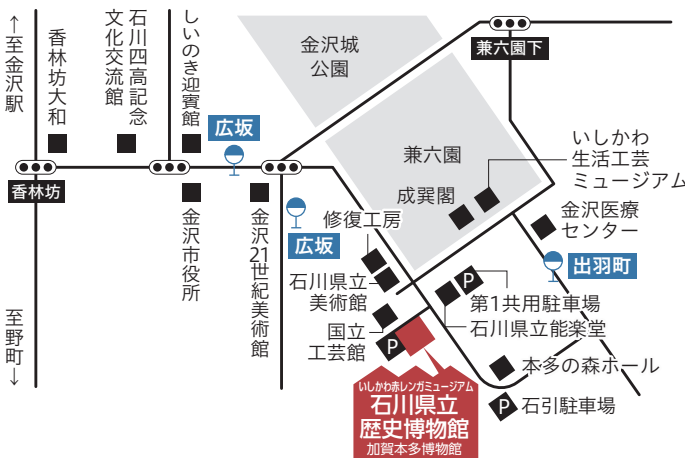 ↑至金沢駅
香林坊大和
石川四高記念
文化交流館
しいのき迎賓館
広坂
金沢城
公園
兼六園下
兼六園
成巽閣
いしかわ
生活工芸
ミュージアム
香林坊
金沢市役所
金沢21世紀美術館
広坂
修復工房
石川県立
美術館
金沢医療
センター
出羽町
至野町↓
国立
工芸館
P
P
第1共用駐車場
石川県立能楽堂
本多の森ホール
P
石引駐車場
いしかわ赤レンガミュージアム
石川県立
歴史博物館
加賀本多博物館